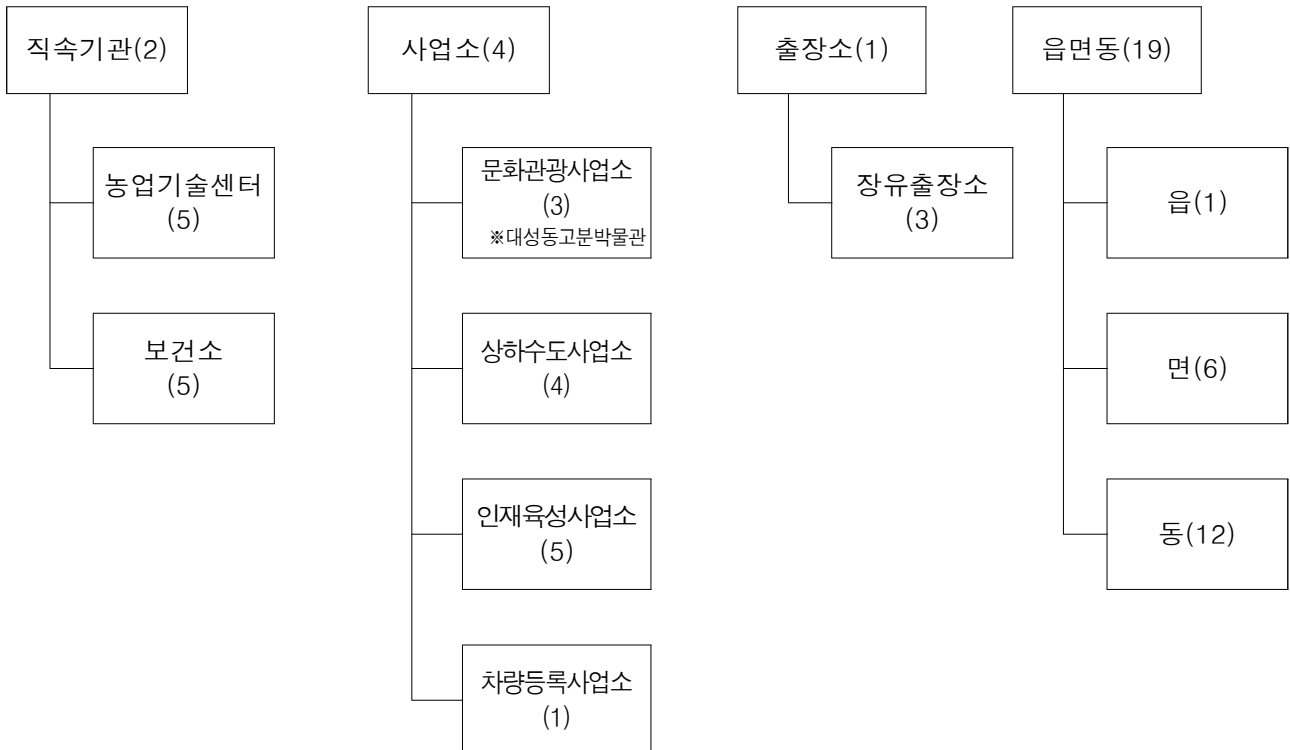 직속기관(2)
농업기술센터
(5)
보건소
(5)
사업소(4)
문화관광사업소
(3)
※대성동고분박물관
상하수도사업소
(4)
인재육성사업소
(5)
차량등록사업소
(1)
출장소(1)
장유출장소
(3)
읍면동(19)
읍(1)
면(6)
동(12)